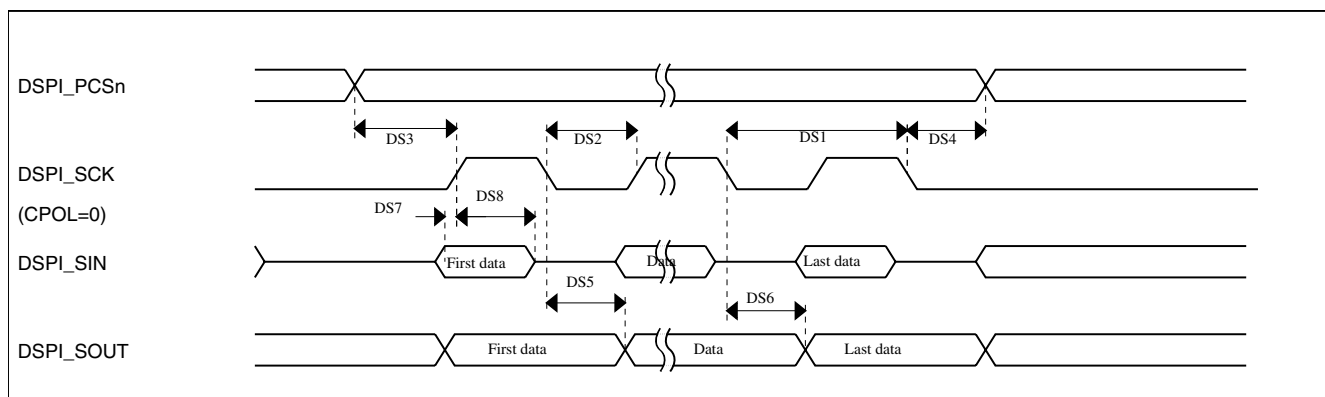 DSPI_PCSn
DS3
DS2
DS1
DS4
DSPI_SCK
(CPOL=0)
DS7
DS8
DSPI_SIN
First data
Data
Last data
DS5
DS6
DSPI_SOUT
First data
Data
Last data